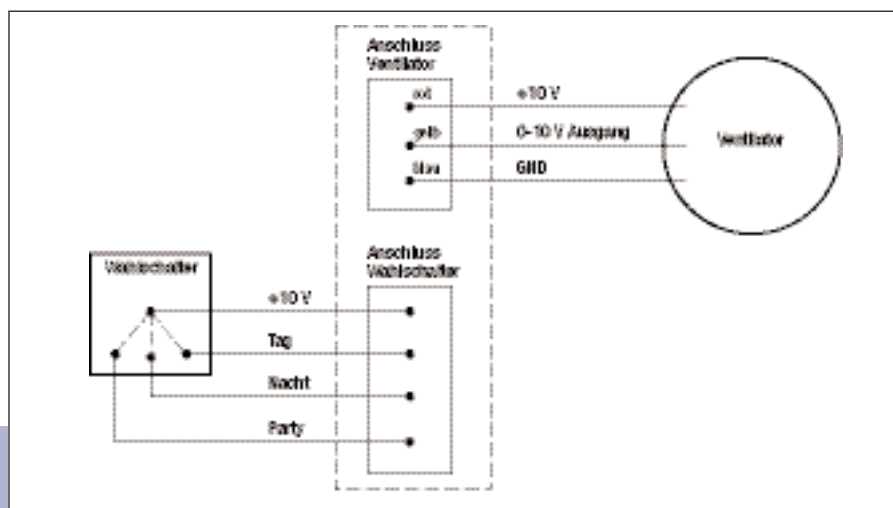 Anschluss
Ventilator
rot
+10 V
gelb
0-10 V Ausgang
blau
GND
Ventilator
Anschluss
Wahlschalter
Wahlschalter
+10 V
Tag
Nacht
Party